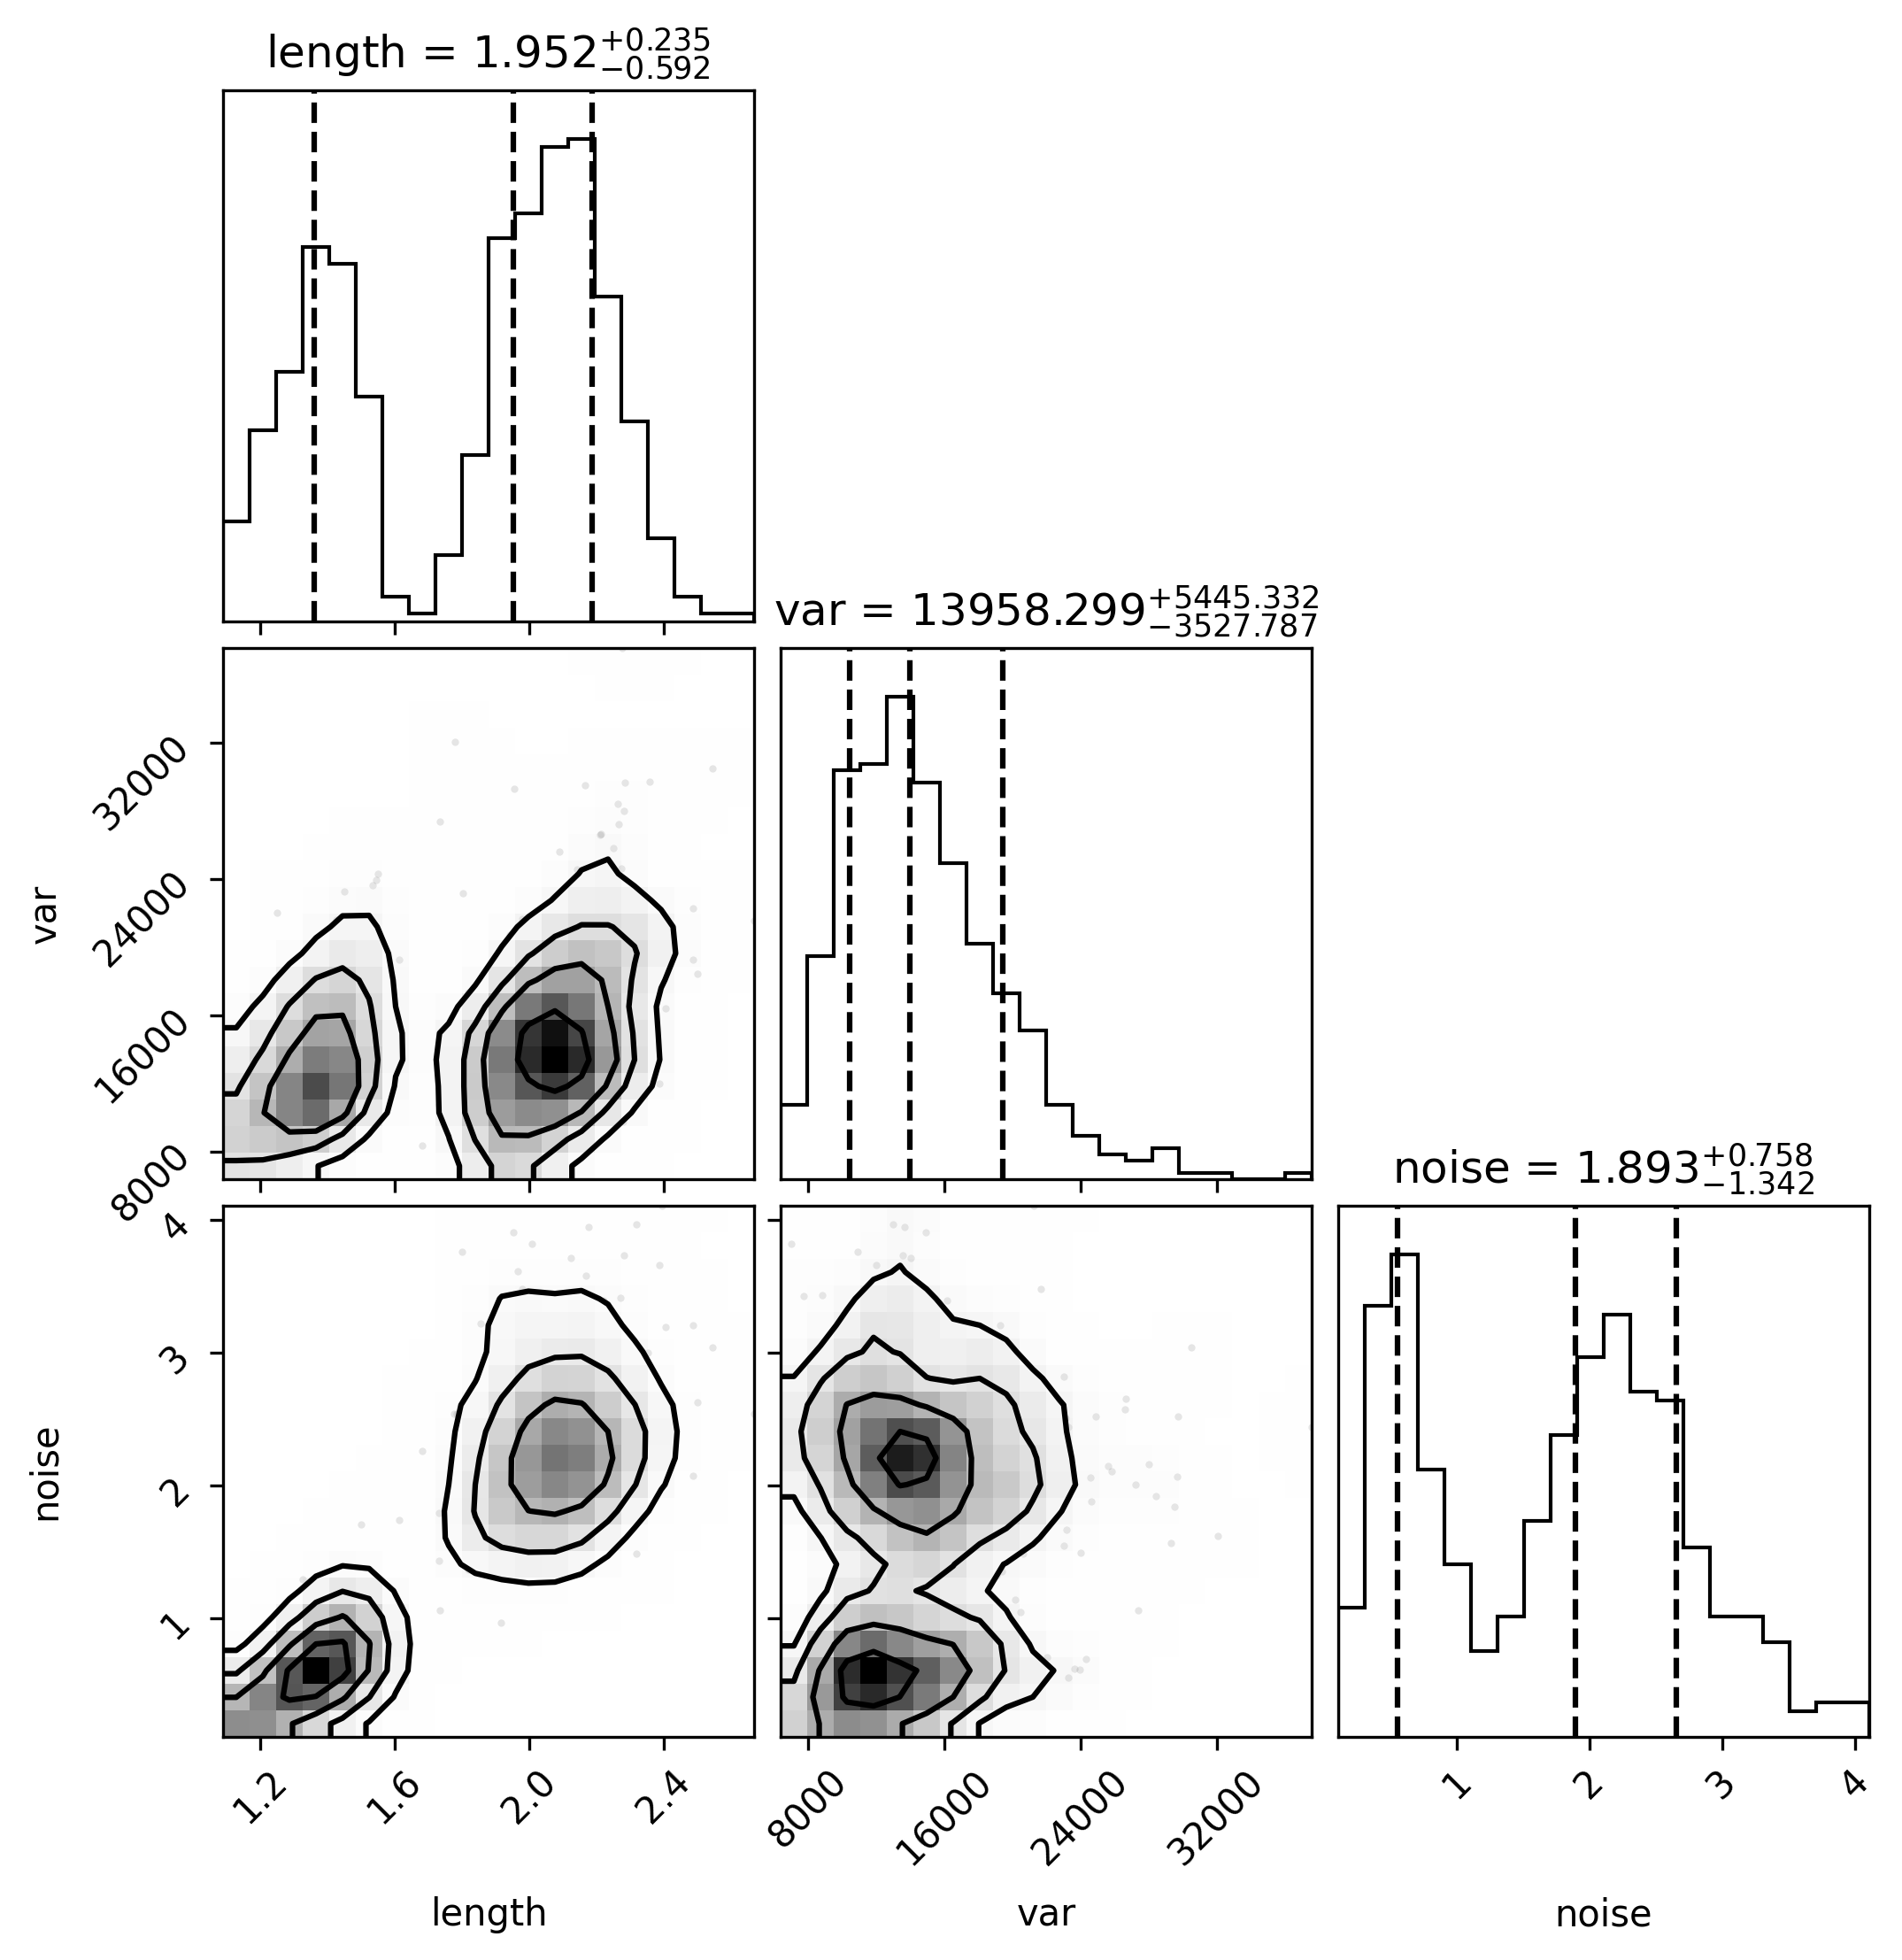 length = 1.952+0.235−0.592
var = 13958.299+5445.332−3527.787
32000
24000
16000
8000
var
noise = 1.893+0.758−1.342
4
3
2
1
noise
1.2 1.6 2.0 2.4
8000 16000 24000 32000
1 2 3 4
length var noise